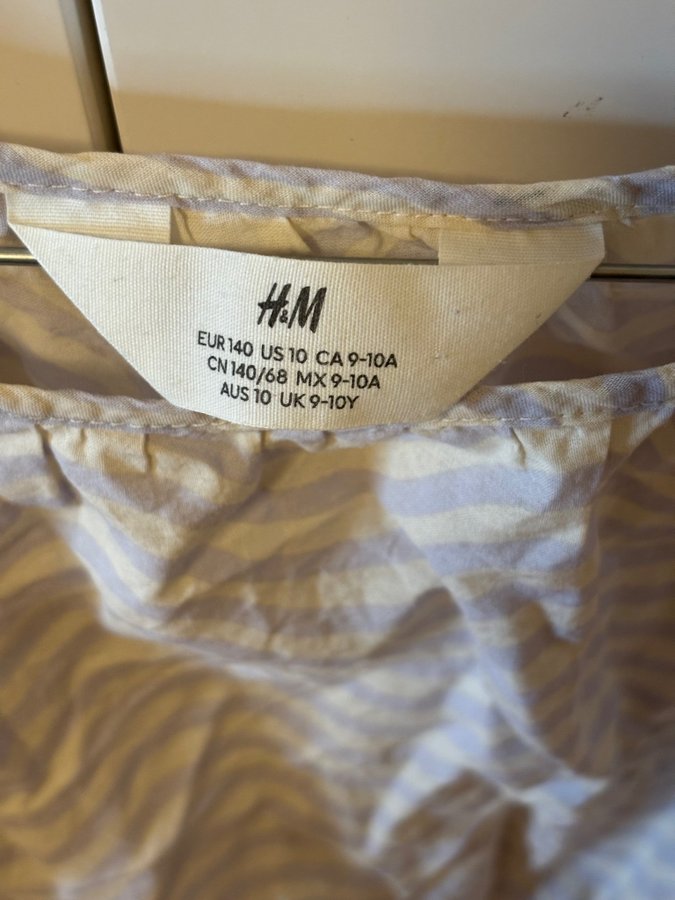 H&M
EUR 140 US 10 CA 9-10A
CN 140/68 MX 9-10A
AUS 10 UK 9-10Y